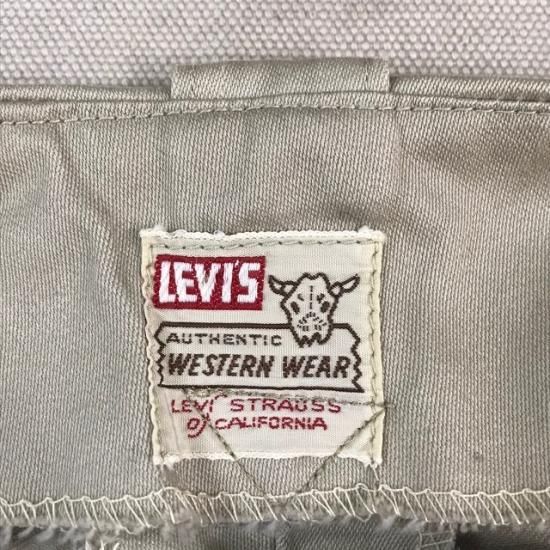 LEVI'S
AUTHENTIC
WESTERN WEAR
LEVI STRAUSS
of CALIFORNIA